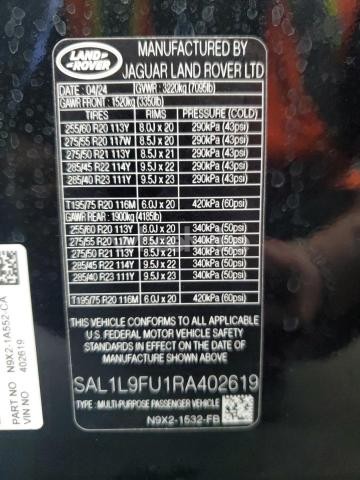 LAND ROVER
MANUFACTURED BY
JAGUAR LAND ROVER LTD
DATE: 04/24 GVWR: 3220kg (7095lb)
GAWR FRONT: 1520kg (3350lb)
TIRES RIMS PRESSURE (COLD)
255/60 R20 113Y 8.0J x 20 290kPa (43psi)
275/55 R20 117W 8.5J x 20 290kPa (43psi)
275/50 R21 113Y 8.5J x 21 290kPa (43psi)
285/45 R22 114Y 9.5J x 22 290kPa (43psi)
285/40 R23 111Y 9.5J x 23 290kPa (43psi)
T195/75 R20 116M 6.0J x 20 420kPa (60psi)
GAWR REAR: 1900kg (4185lb)
255/60 R20 113Y 8.0J x 20 340kPa (50psi)
275/55 R20 117W 8.5J x 20 340kPa (50psi)
275/50 R21 113Y 8.5J x 21 340kPa (50psi)
285/45 R22 114Y 9.5J x 22 340kPa (50psi)
285/40 R23 111Y 9.5J x 23 340kPa (50psi)
T195/75 R20 116M 6.0J x 20 420kPa (60psi)
THIS VEHICLE CONFORMS TO ALL APPLICABLE
U.S. FEDERAL MOTOR VEHICLE SAFETY
STANDARDS IN EFFECT ON THE DATE OF
MANUFACTURE SHOWN ABOVE.
SAL1L9FU1RA402619
TYPE: MULTI-PURPOSE PASSENGER VEHICLE
N9X2-1532-FB
PART NO N9X2-1A552-CA
VIN NO 402619